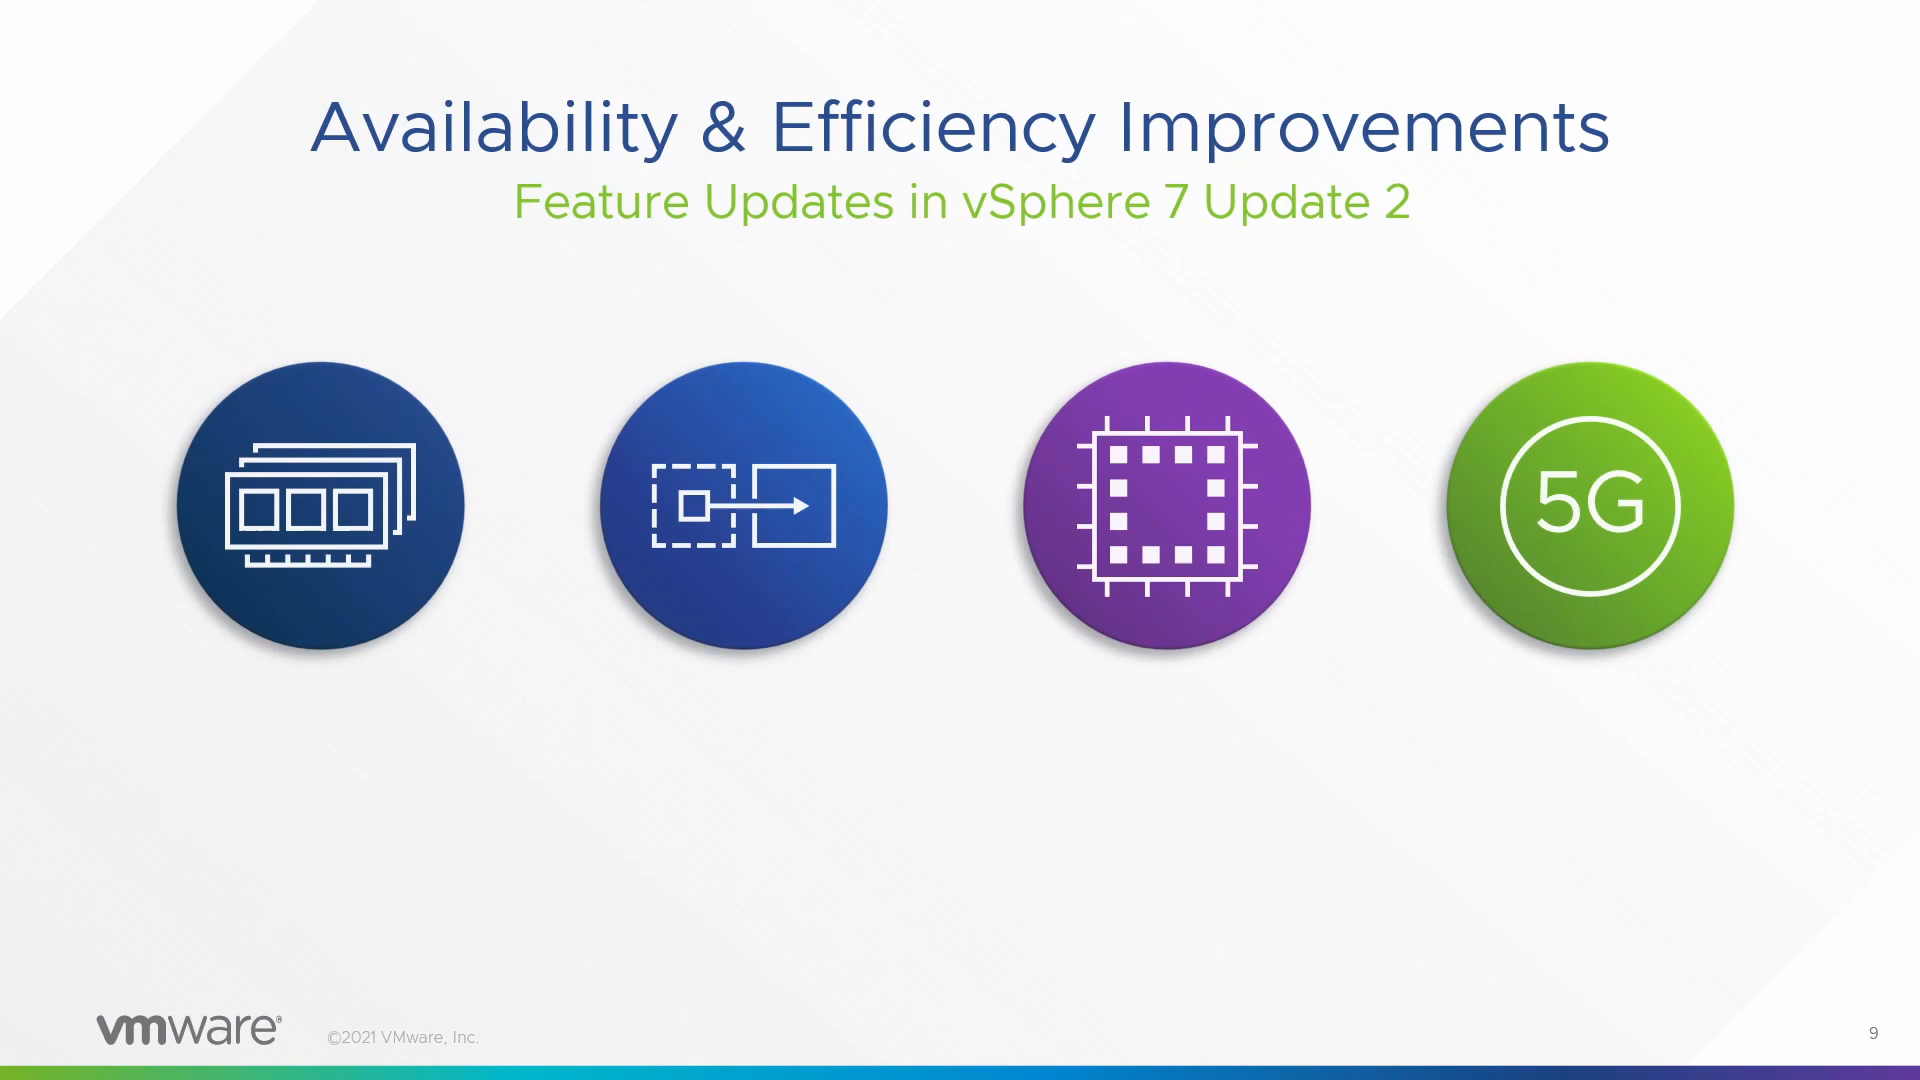 Availability & Efficiency Improvements
Feature Updates in vSphere 7 Update 2
5G
vmware®
©2021 VMware, Inc.
9